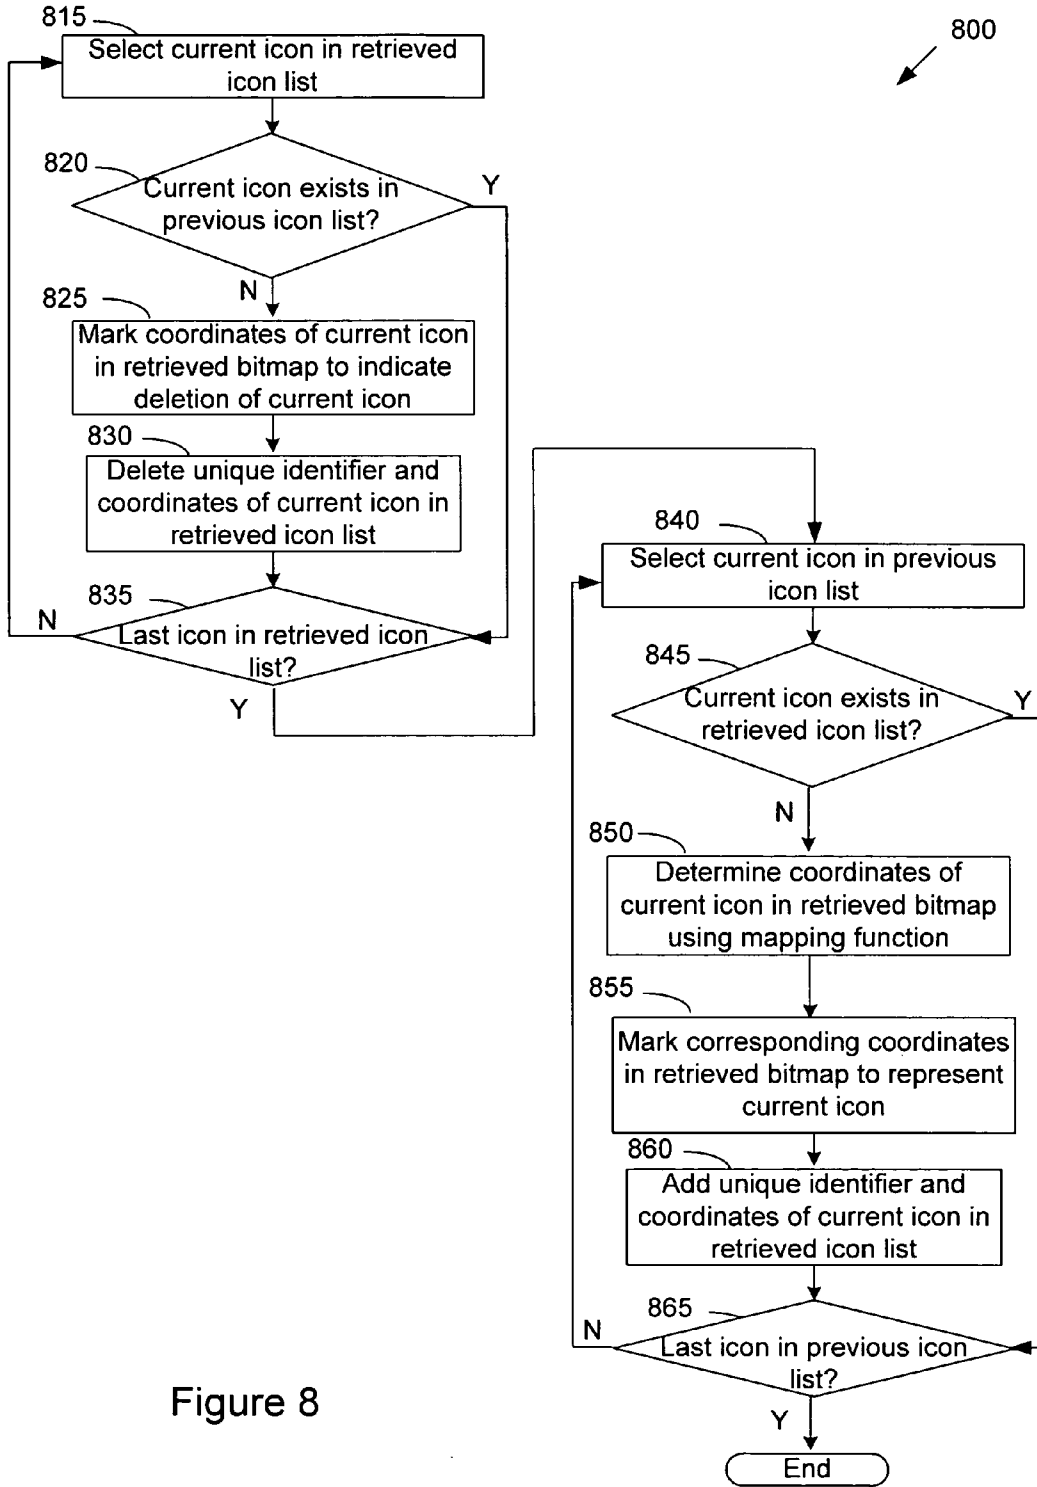 815
800
Select current icon in retrieved
icon list
820
Current icon exists in
previous icon list?
Y
N
825
Mark coordinates of current icon
in retrieved bitmap to indicate
deletion of current icon
830
Delete unique identifier and
coordinates of current icon in
retrieved icon list
835
N
Last icon in retrieved icon
list?
Y
840
Select current icon in previous
icon list
845
Current icon exists in
retrieved icon list?
Y
N
850
Determine coordinates of
current icon in retrieved bitmap
using mapping function
855
Mark corresponding coordinates
in retrieved bitmap to represent
current icon
860
Add unique identifier and
coordinates of current icon in
retrieved icon list
865
N
Last icon in previous icon
list?
Y
End
Figure 8